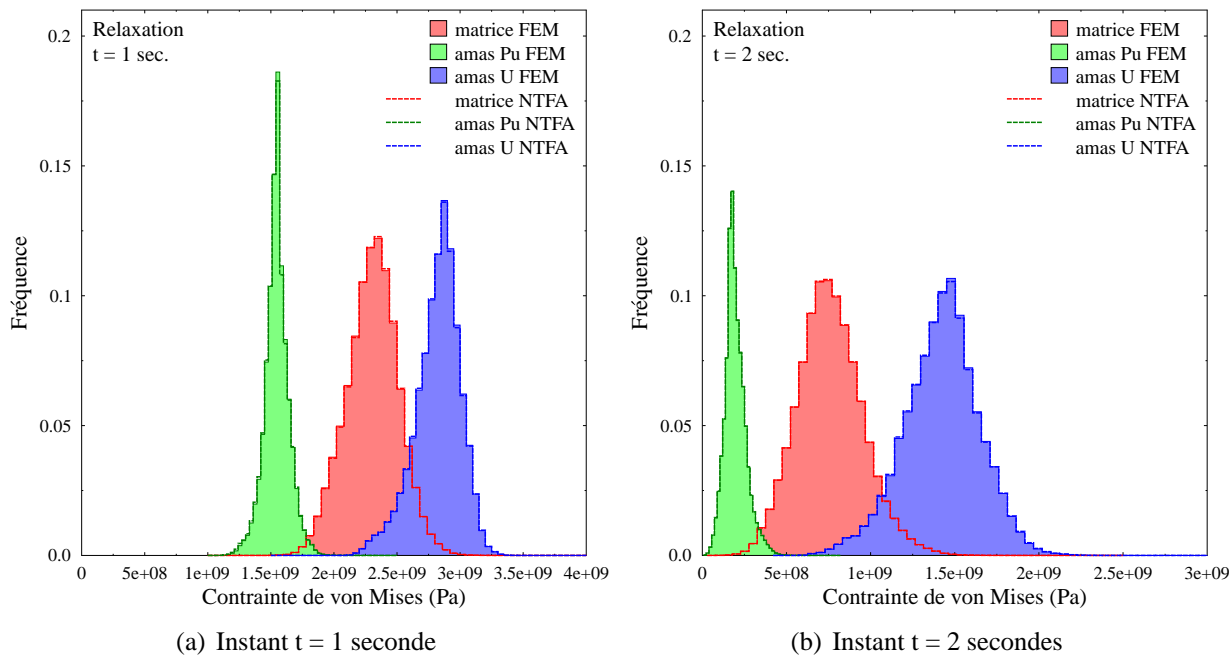 Relaxation
t = 1 sec.
matrice FEM
amas Pu FEM
amas U FEM
matrice NTFA
amas Pu NTFA
amas U NTFA
0.2
0.15
0.1
0.05
0.0
Fréquence
0
5e+08
1e+09
1.5e+09
2e+09
2.5e+09
3e+09
3.5e+09
4e+09
Contrainte de von Mises (Pa)
(a) Instant t = 1 seconde
Relaxation
t = 2 sec.
matrice FEM
amas Pu FEM
amas U FEM
matrice NTFA
amas Pu NTFA
amas U NTFA
0.2
0.15
0.1
0.05
0.0
Fréquence
0
5e+08
1e+09
1.5e+09
2e+09
2.5e+09
3e+09
Contrainte de von Mises (Pa)
(b) Instant t = 2 secondes